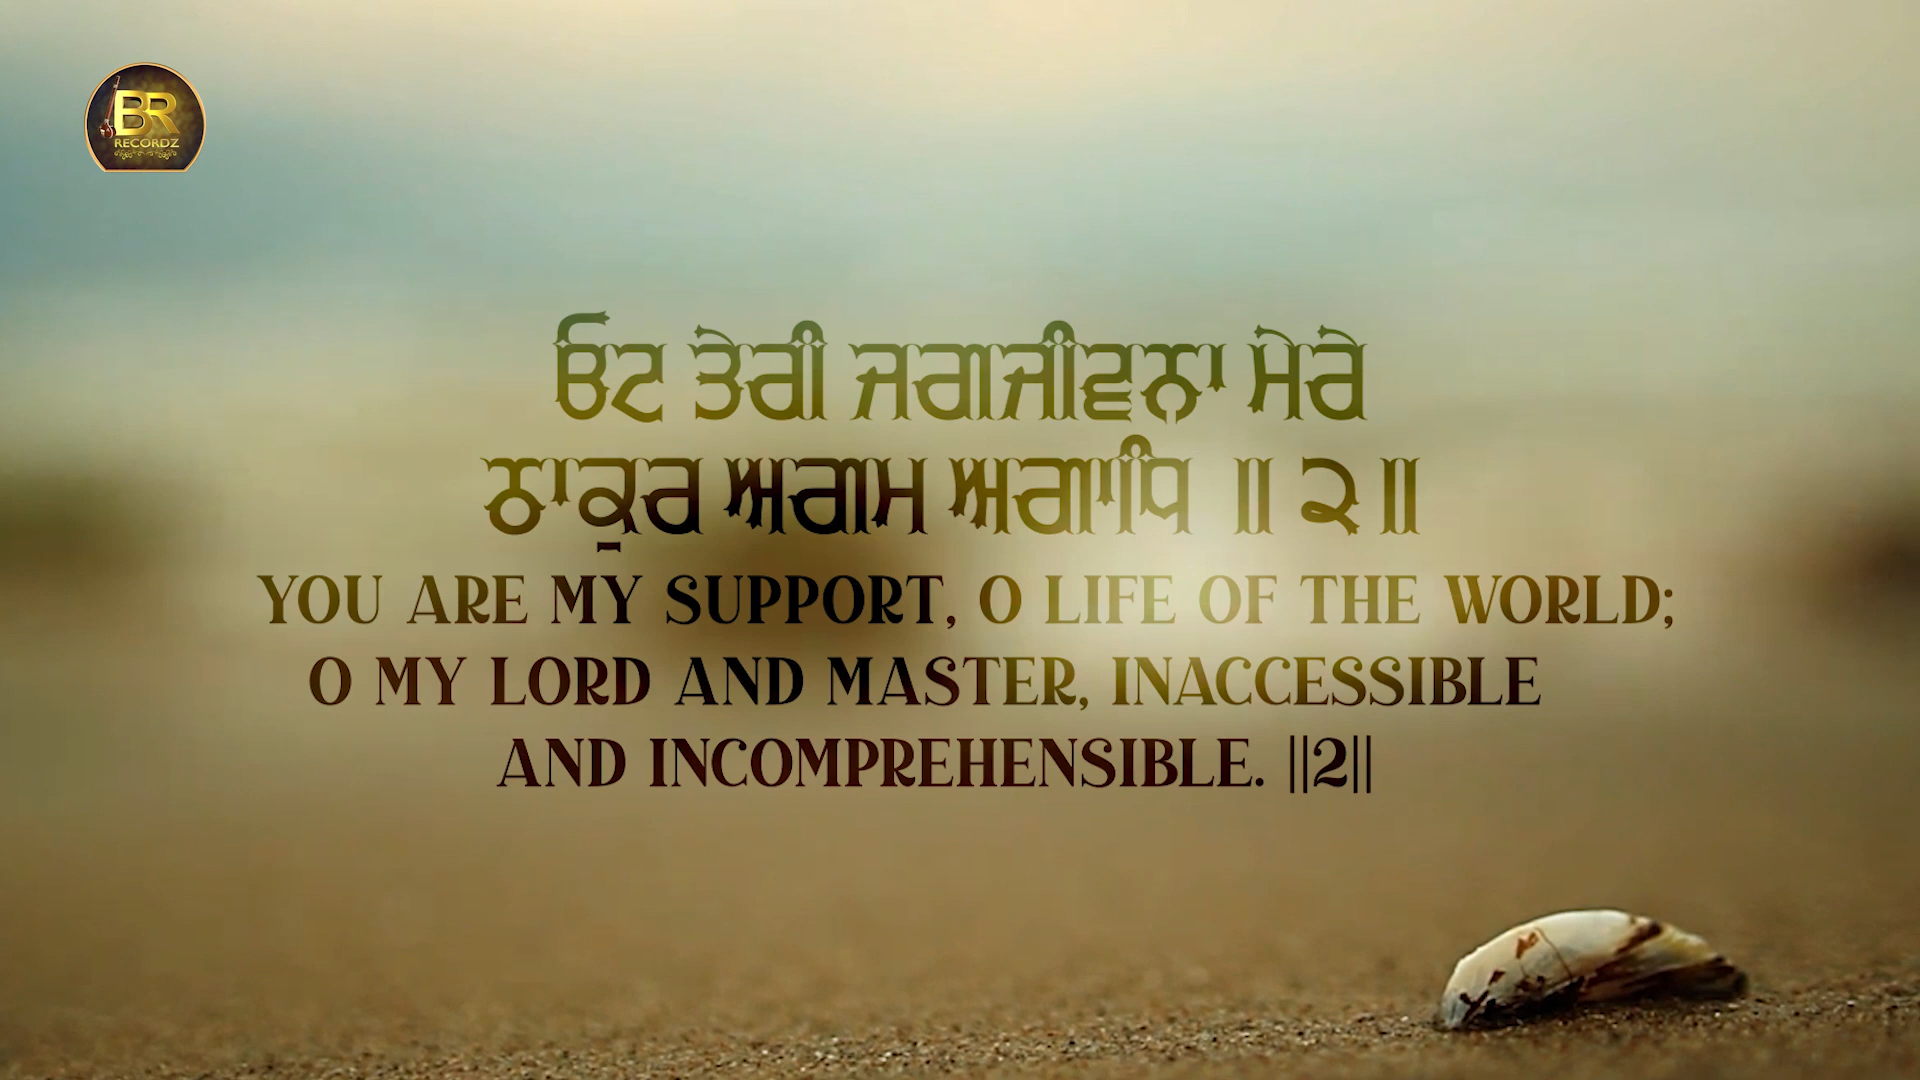 BR
RECORDZ
ਓਟ ਤੇਰੀ ਜਗਜੀਵਨਾ ਮੇਰੇ
ਠਾਕੁਰ ਅਗਮ ਅਗਾਧਿ ॥ ੨ ॥
YOU ARE MY SUPPORT, O LIFE OF THE WORLD;
O MY LORD AND MASTER, INACCESSIBLE
AND INCOMPREHENSIBLE. ||2||